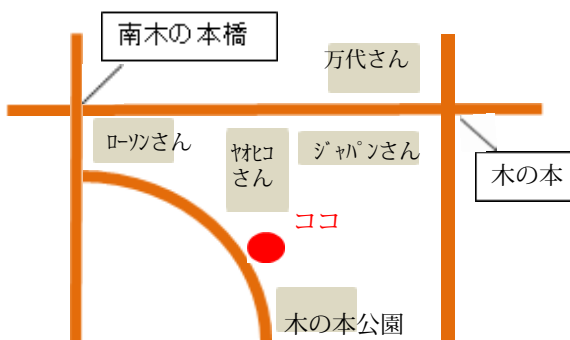 南木の本橋
万代さん
ﾛｰｿﾝさん
ﾔｵﾋｺ
さん
ｼﾞｬﾊﾟﾝさん
木の本
ココ
木の本公園